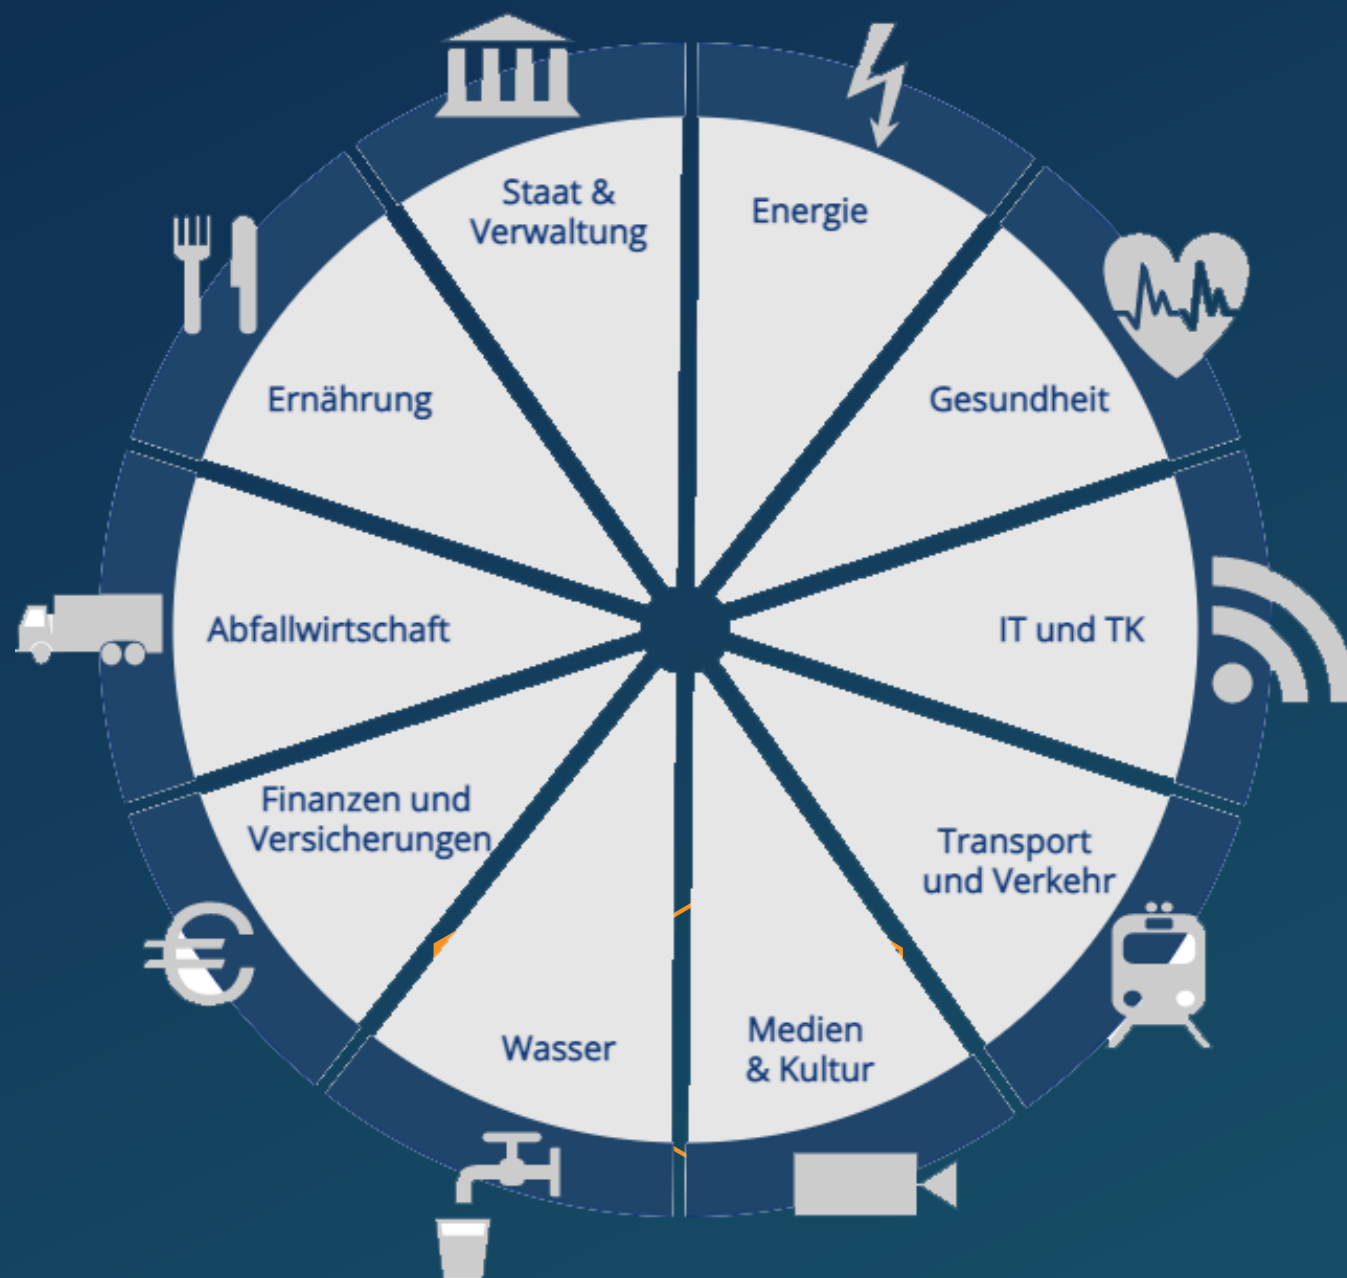 Staat &
Verwaltung
Energie
Ernährung
Gesundheit
Abfallwirtschaft
IT und TK
Finanzen und
Versicherungen
Transport
und Verkehr
Wasser
Medien
& Kultur